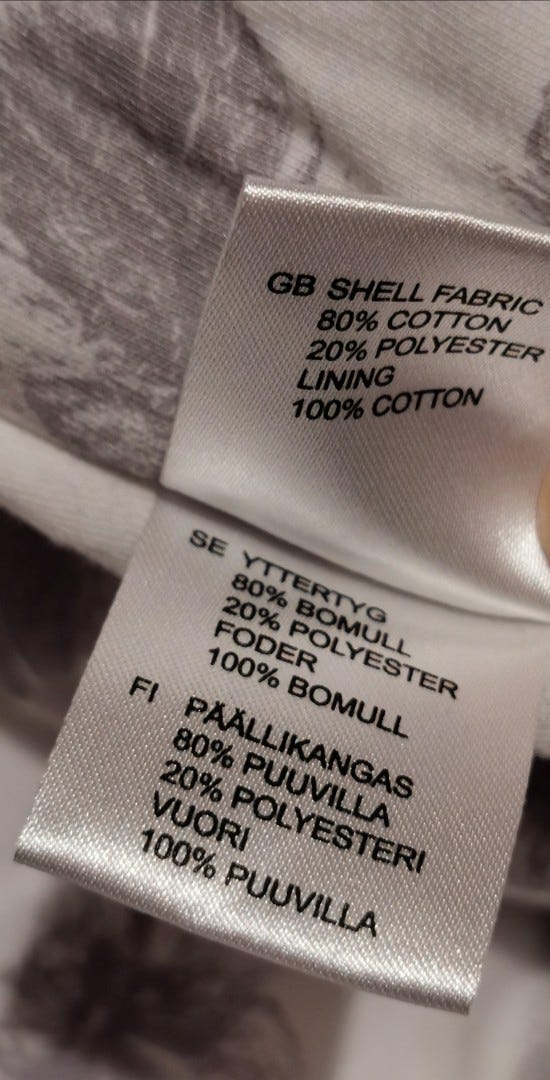 GB SHELL FABRIC
80% COTTON
20% POLYESTER
LINING
100% COTTON
SE YTTERTYG
80% BOMULL
20% POLYESTER
FODER
100% BOMULL
FI PÄÄLLIKANGAS
80% PUUVILLA
20% POLYESTERI
VUORI
100% PUUVILLA